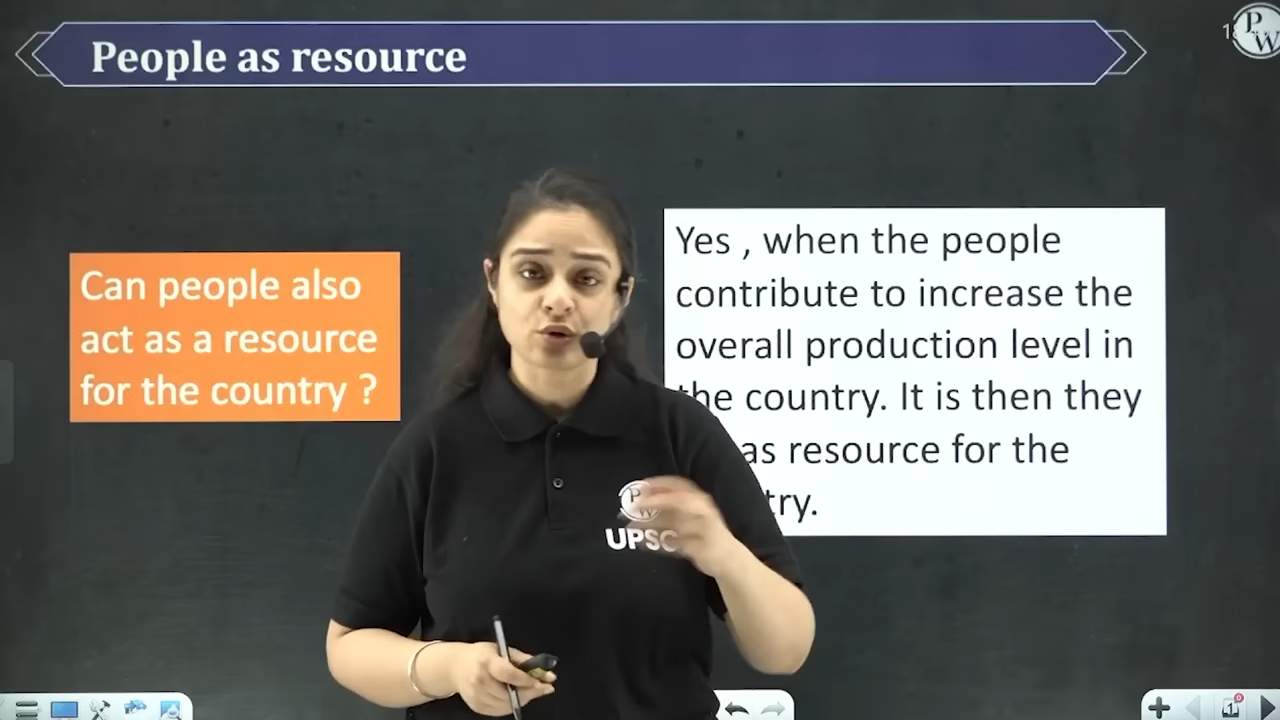 People as resource
P
W
Can people also
act as a resource
for the country ?
Yes , when the people
contribute to increase the
overall production level in
the country. It is then they
as resource for the
try.
P
W
UPSC
1